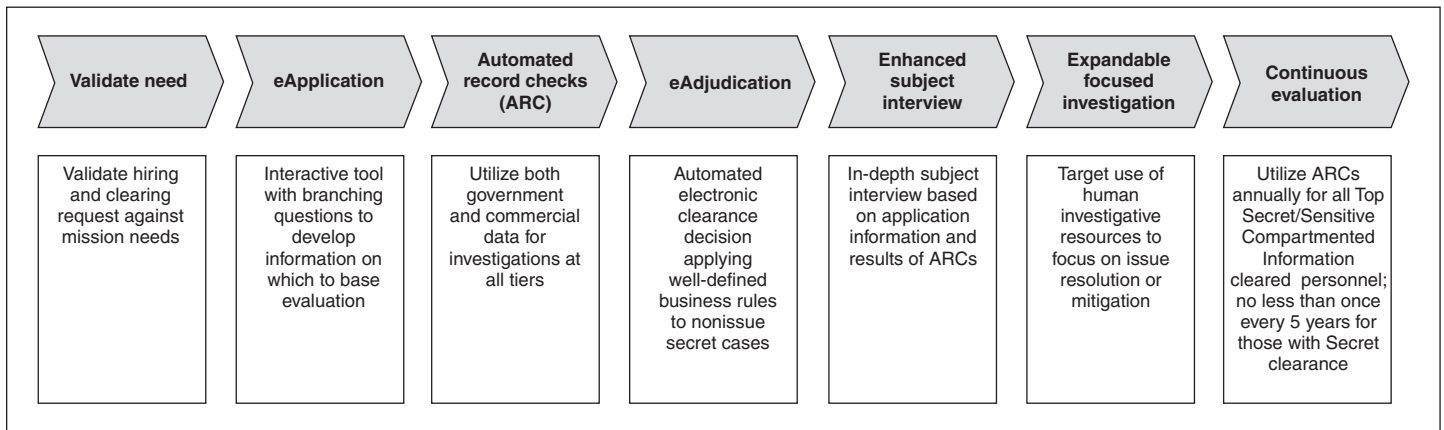 Validate need
eApplication
Automated
record checks
(ARC)
eAdjudication
Enhanced
subject
interview
Expandable
focused
investigation
Continuous
evaluation
Validate hiring
and clearing
request against
mission needs
Interactive tool
with branching
questions to
develop
information on
which to base
evaluation
Utilize both
government
and commercial
data for
investigations at
all tiers
Automated
electronic
clearance
decision
applying
well-defined
business rules
to nonissue
secret cases
In-depth subject
interview based
on application
information and
results of ARCs
Target use of
human
investigative
resources to
focus on issue
resolution or
mitigation
Utilize ARCs
annually for all Top
Secret/Sensitive
Compartmented
Information
cleared personnel;
no less than once
every 5 years for
those with Secret
clearance